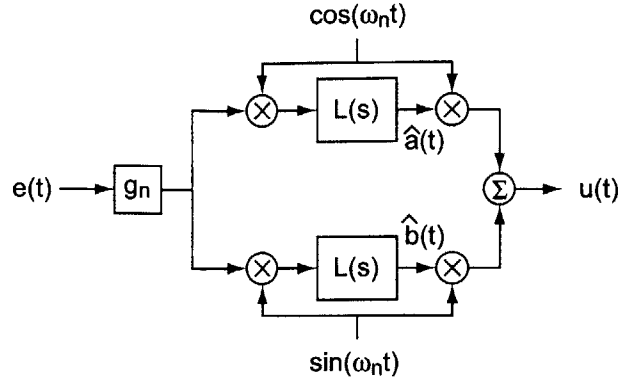 cos(ωₙt)
L(s)
â(t)
e(t)
gₙ
Σ
u(t)
b̂(t)
L(s)
sin(ωₙt)